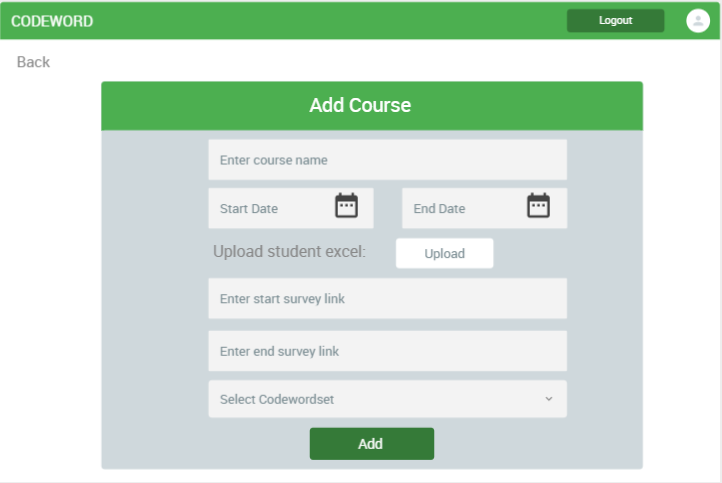 CODEWORD Logout
Back
Add Course
Enter course name
Start Date End Date
Upload student excel: Upload
Enter start survey link
Enter end survey link
Select Codewordset
Add